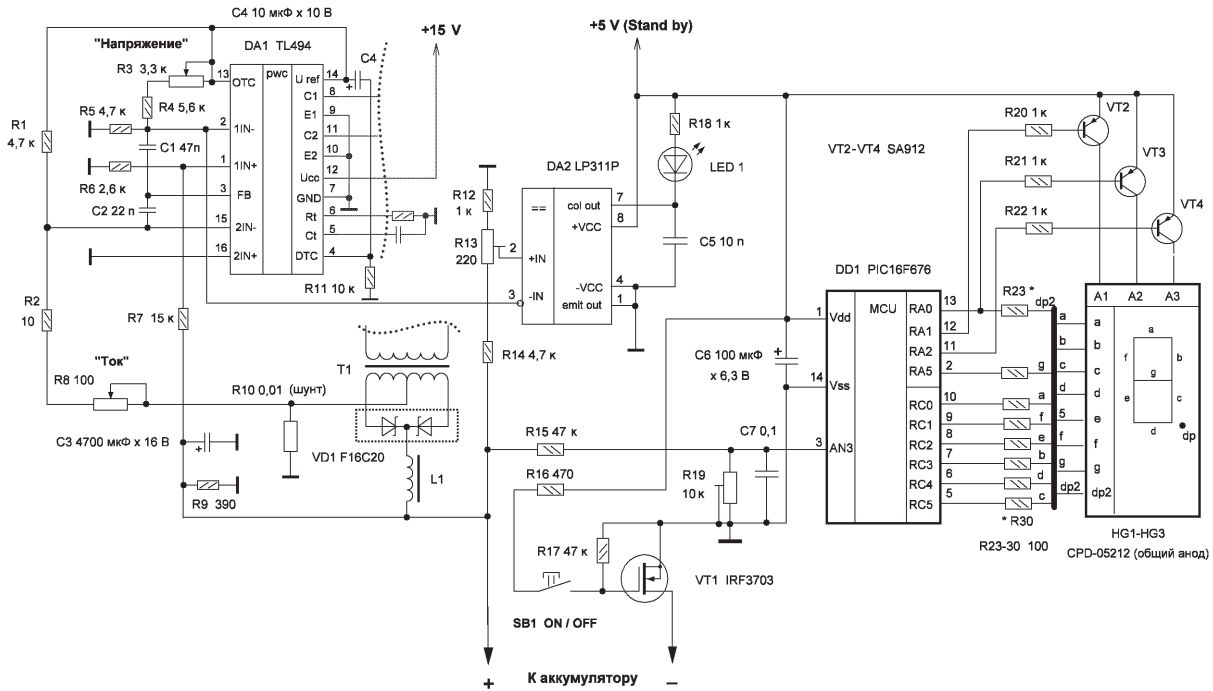 C4 10 мкФ х 10 В
+15 V
+5 V (Stand by)
"Напряжение"
DA1 TL494
R3 3,3 к
C4
13
OTC
pwc
U ref
14
+
C1
8
R5 4,7 к
R4 5,6 к
E1
9
R1
4,7 к
2
1IN-
C2
11
C1 47п
E2
10
1
1IN+
Ucc
12
R6 2,6 к
3
FB
GND
7
C2 22 п
Rt
6
15
2IN-
Ct
5
16
2IN+
DTC
4
R11 10 к
R12
1 к
R13
220
DA2 LP311P
==
col out
7
+VCC
8
2
+IN
-VCC
4
3
-IN
emit out
1
R18 1к
LED 1
C5 10 п
VT2-VT4 SA912
R20 1к
VT2
R21 1к
VT3
R22 1к
VT4
R2
10
R7 15 к
R14 4,7 к
"Ток"
R8 100
R10 0,01 (шунт)
T1
C3 4700 мкФ х 16 В
+
VD1 F16C20
L1
R9 390
DD1 PIC16F676
MCU
1
Vdd
14
Vss
3
AN3
RA0
13
RA1
12
RA2
11
RA5
2
RC0
10
RC1
9
RC2
8
RC3
7
RC4
6
RC5
5
+
C6 100 мкФ
х 6,3 В
C7 0,1
R15 47 к
R16 470
R19
10 к
R17 47 к
VT1 IRF3703
SB1 ON / OFF
R23 *
dp2
g
a
f
e
b
d
c
* R30
R23-30 100
a
b
c
d
5
f
g
dp2
A1 A2 A3
a
b
c
d
e
f
g
dp2
a
f
b
g
e
c
d
dp
HG1-HG3
CPD-05212 (общий анод)
+
К аккумулятору
–